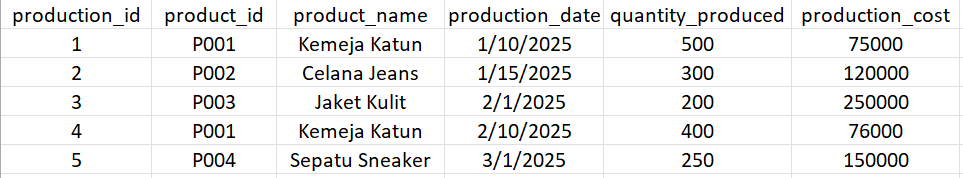 production_id product_id product_name production_date quantity_produced production_cost
1 P001 Kemeja Katun 1/10/2025 500 75000
2 P002 Celana Jeans 1/15/2025 300 120000
3 P003 Jaket Kulit 2/1/2025 200 250000
4 P001 Kemeja Katun 2/10/2025 400 76000
5 P004 Sepatu Sneaker 3/1/2025 250 150000